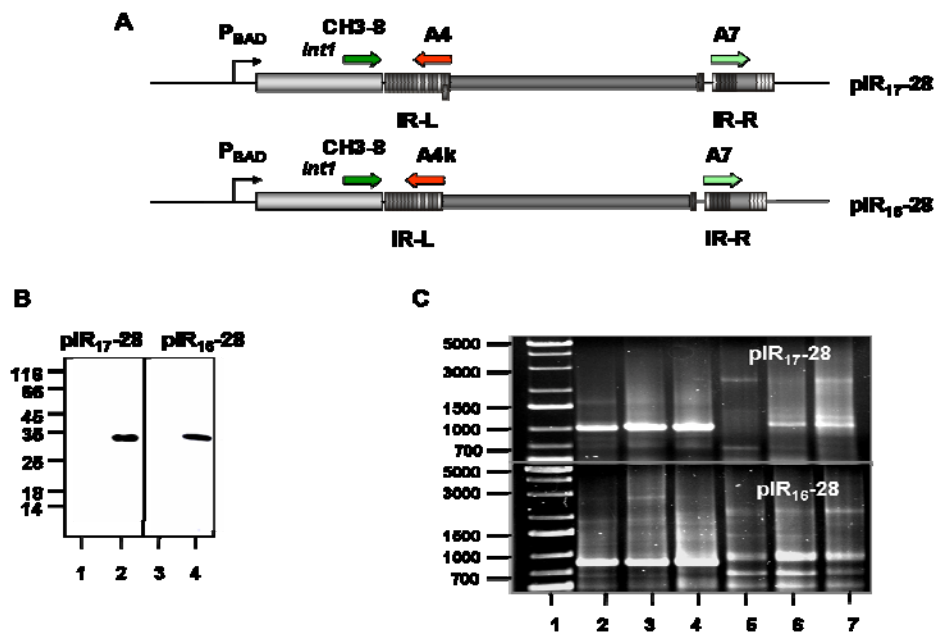 A
P_BAD int1 CH3-8 A4 A7
IR-L IR-R
pIR17-28
P_BAD int1 CH3-8 A4k A7
IR-L IR-R
pIR16-28
B
pIR17-28 pIR16-28
116
66
45
35
25
18
14
1 2 3 4
C
pIR17-28
5000
3000
1500
1000
700
pIR16-28
5000
3000
1500
1000
700
1 2 3 4 5 6 7